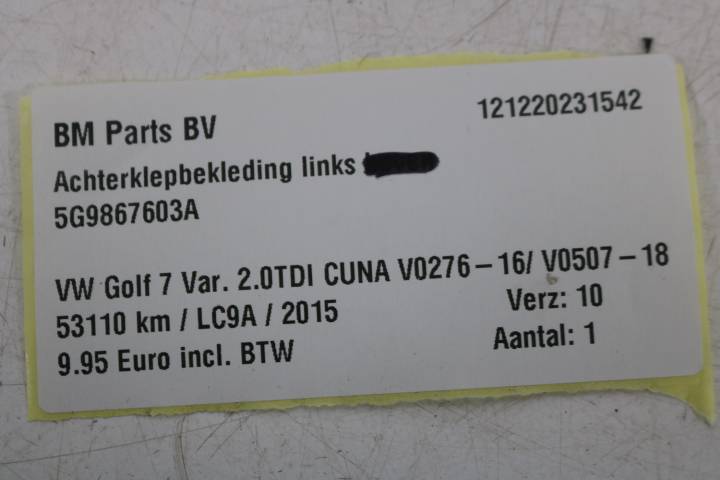 BM Parts BV
121220231542
Achterklepbekleding links
5G9867603A
VW Golf 7 Var. 2.0TDI CUNA V0276-16/ V0507-18
53110 km / LC9A / 2015
Verz: 10
9.95 Euro incl. BTW
Aantal: 1